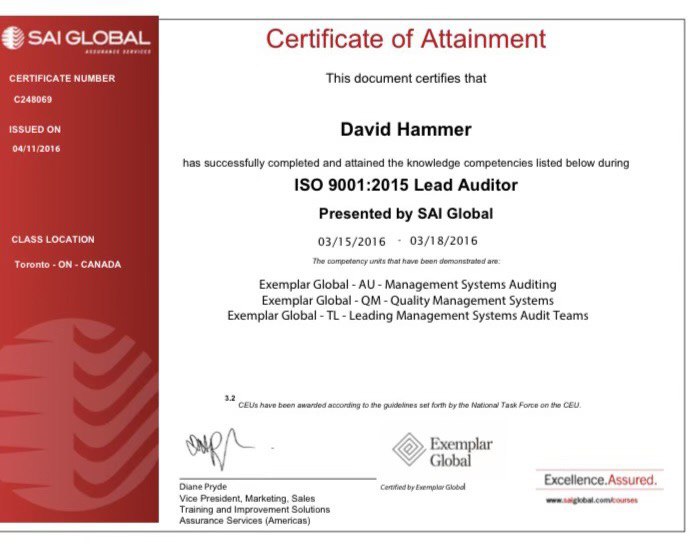 SAI GLOBAL
ASSURANCE SERVICES
CERTIFICATE NUMBER
C248069
ISSUED ON
04/11/2016
CLASS LOCATION
Toronto - ON - CANADA
Certificate of Attainment
This document certifies that
David Hammer
has successfully completed and attained the knowledge competencies listed below during
ISO 9001:2015 Lead Auditor
Presented by SAI Global
03/15/2016 - 03/18/2016
The competency units that have been demonstrated are:
Exemplar Global - AU - Management Systems Auditing
Exemplar Global - QM - Quality Management Systems
Exemplar Global - TL - Leading Management Systems Audit Teams
3.2 CEUs have been awarded according to the guidelines set forth by the National Task Force on the CEU.
Diane Pryde
Vice President, Marketing, Sales
Training and Improvement Solutions
Assurance Services (Americas)
Exemplar
Global
Certified by Exemplar Global
Excellence.Assured.
www.saiglobal.com/courses